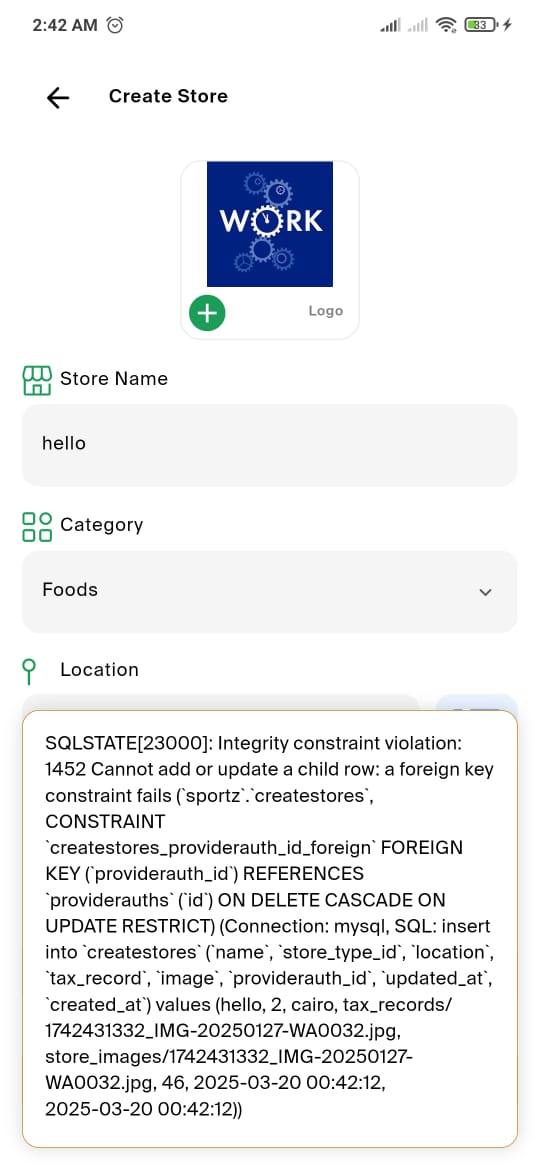 2:42 AM
33
Create Store
WORK
Logo
Store Name
hello
Category
Foods
Location
SQLSTATE[23000]: Integrity constraint violation:
1452 Cannot add or update a child row: a foreign key
constraint fails (`sportz`.`createstores`,
CONSTRAINT
`createstores_providerauth_id_foreign` FOREIGN
KEY (`providerauth_id`) REFERENCES
`providerauths` (`id`) ON DELETE CASCADE ON
UPDATE RESTRICT) (Connection: mysql, SQL: insert
into `createstores` (`name`, `store_type_id`, `location`,
`tax_record`, `image`, `providerauth_id`, `updated_at`,
`created_at`) values (hello, 2, cairo, tax_records/
1742431332_IMG-20250127-WA0032.jpg,
store_images/1742431332_IMG-20250127-
WA0032.jpg, 46, 2025-03-20 00:42:12,
2025-03-20 00:42:12))